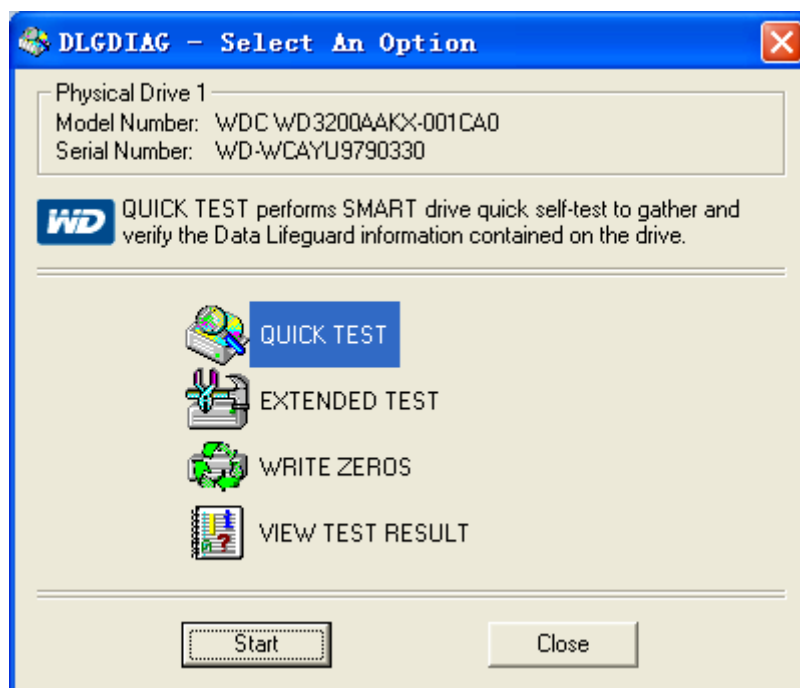 DLGDIAG - Select An Option
Physical Drive 1
Model Number: WDC WD3200AAKX-001CA0
Serial Number: WD-WCAYU9790330
WD
QUICK TEST performs SMART drive quick self-test to gather and
verify the Data Lifeguard information contained on the drive.
QUICK TEST
EXTENDED TEST
WRITE ZEROS
VIEW TEST RESULT
Start
Close